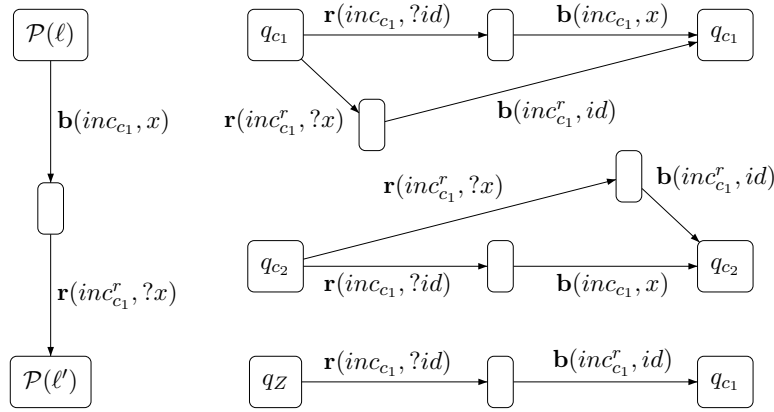 𝒫(ℓ)
b(inc_{c_1}, x)
r(inc^r_{c_1}, ?x)
𝒫(ℓ′)
q_{c_1} r(inc_{c_1}, ?id) b(inc_{c_1}, x) q_{c_1}
r(inc^r_{c_1}, ?x) b(inc^r_{c_1}, id)
r(inc^r_{c_1}, ?x) b(inc^r_{c_1}, id)
q_{c_2} r(inc_{c_1}, ?id) b(inc_{c_1}, x) q_{c_2}
q_Z r(inc_{c_1}, ?id) b(inc^r_{c_1}, id) q_{c_1}